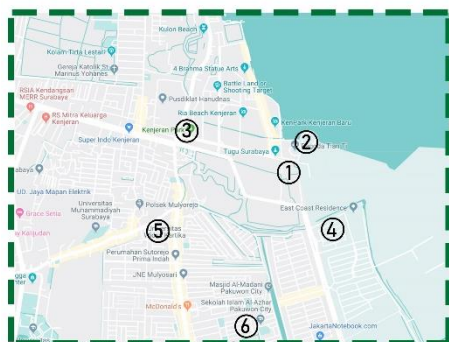 Kulon Beach
Kolam Tirta Lestari
4 Brahma Statue Arts
Gereja Katolik St.
Marinus Yohanes
Battle Land or
Shooting Target
RSIA Kendangsari
MERR Surabaya
Pusdiklat Hanudnas
RS Mitra Keluarga
Kenjeran
Ria Beach Kenjeran
Kenjeran Park
③
KenPark Kenjeran Baru
Super Indo Kenjeran
②
Tugu Surabaya
①
UD. Jaya Mapan Elektrik
Polsek Mulyorejo
East Coast Residence
Universitas
Muhammadiyah
Surabaya
Grace Sinta
④
⑤
Perumahan Sutorejo
Prima Indah
JNE Mulyosari
Masjid Al-Madani
Pakuwon City
McDonald's
Sekolah Islam Al-Azhar
Pakuwon City
⑥
JakartaNotebook.com